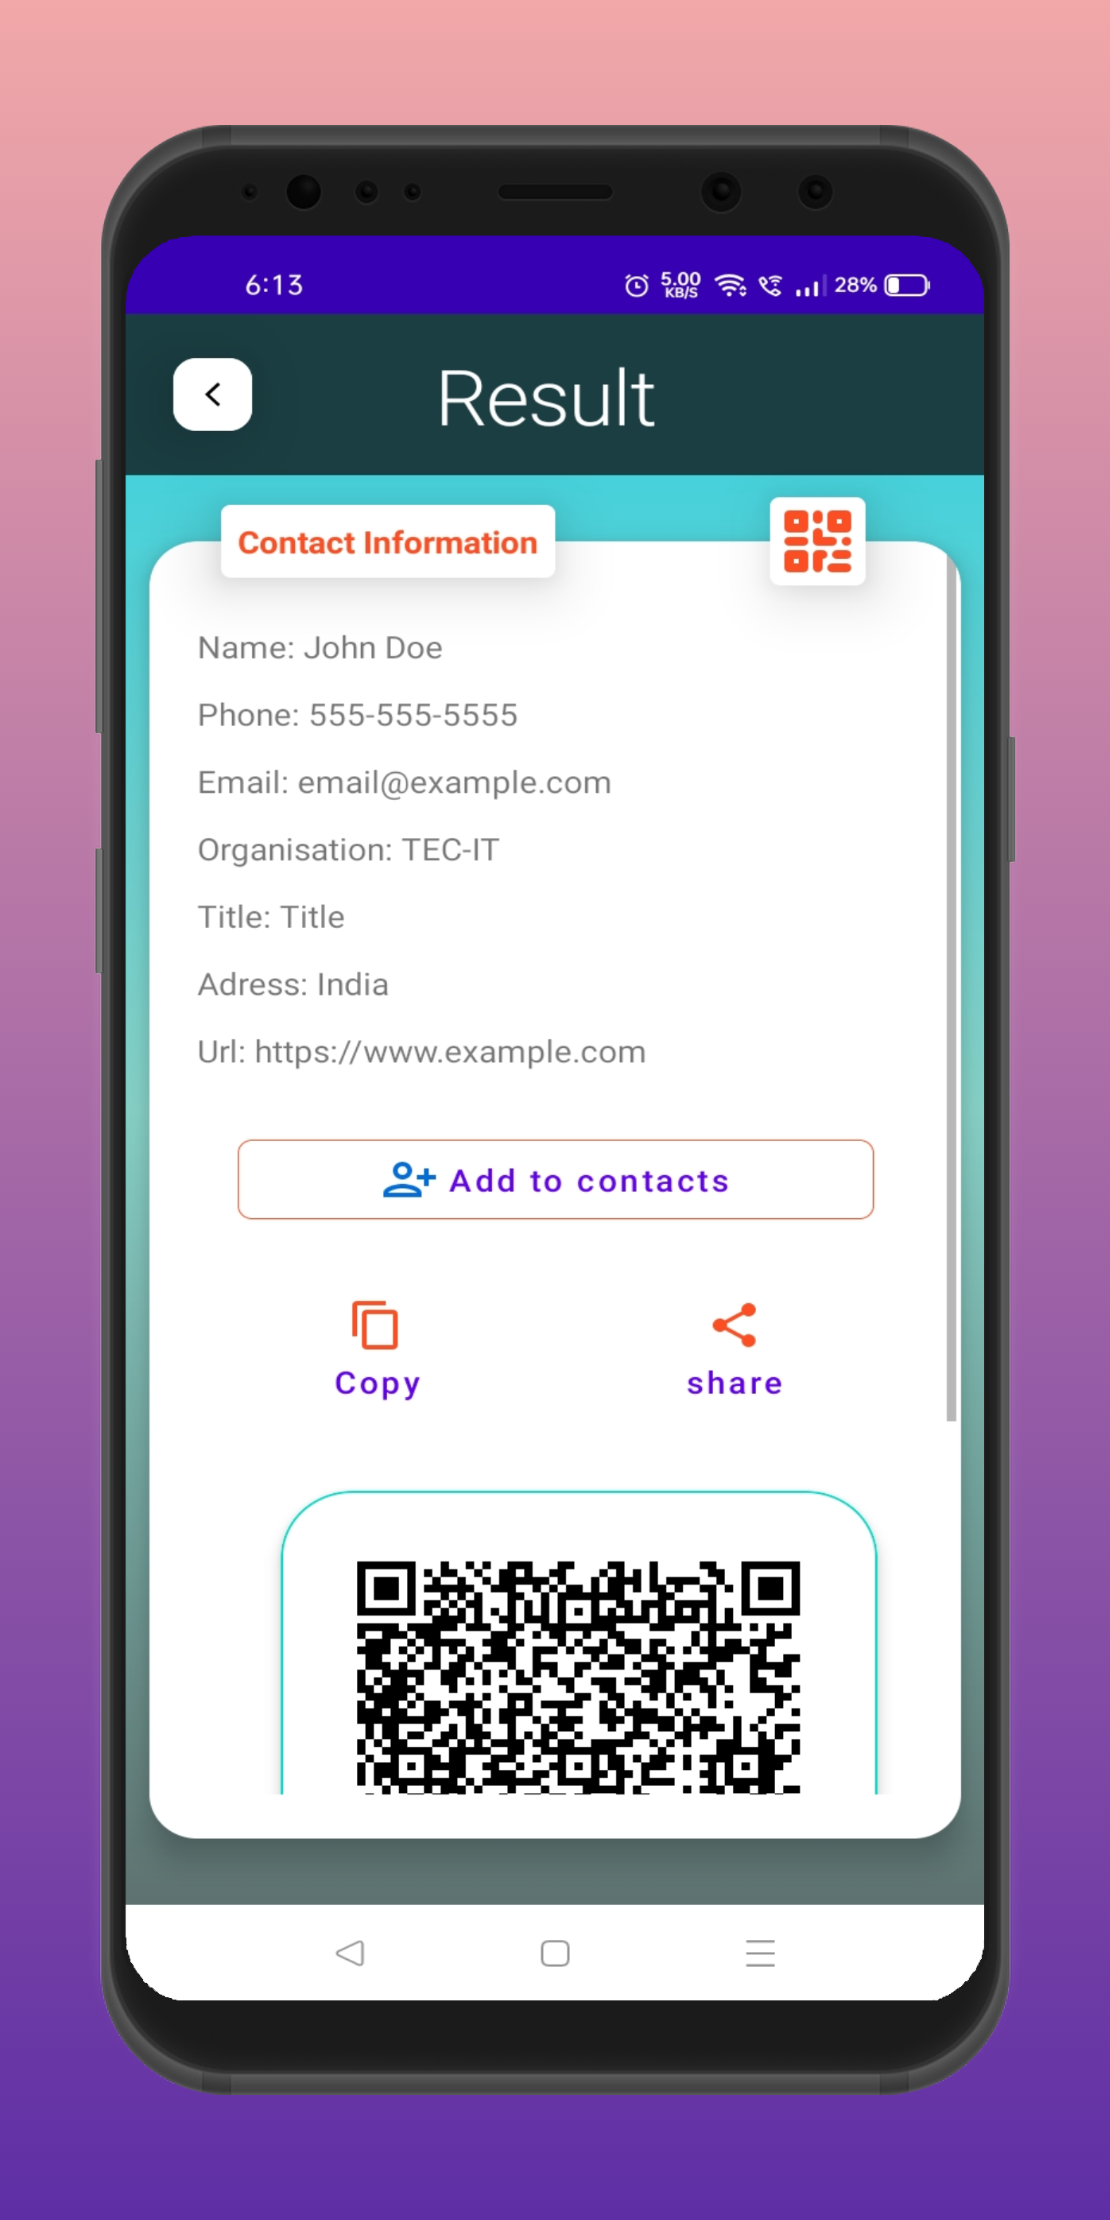 6:13
5.00
KB/S
28%
Result
Contact Information
Name: John Doe
Phone: 555-555-5555
Email: email@example.com
Organisation: TEC-IT
Title: Title
Adress: India
Url: https://www.example.com
Add to contacts
Copy
share